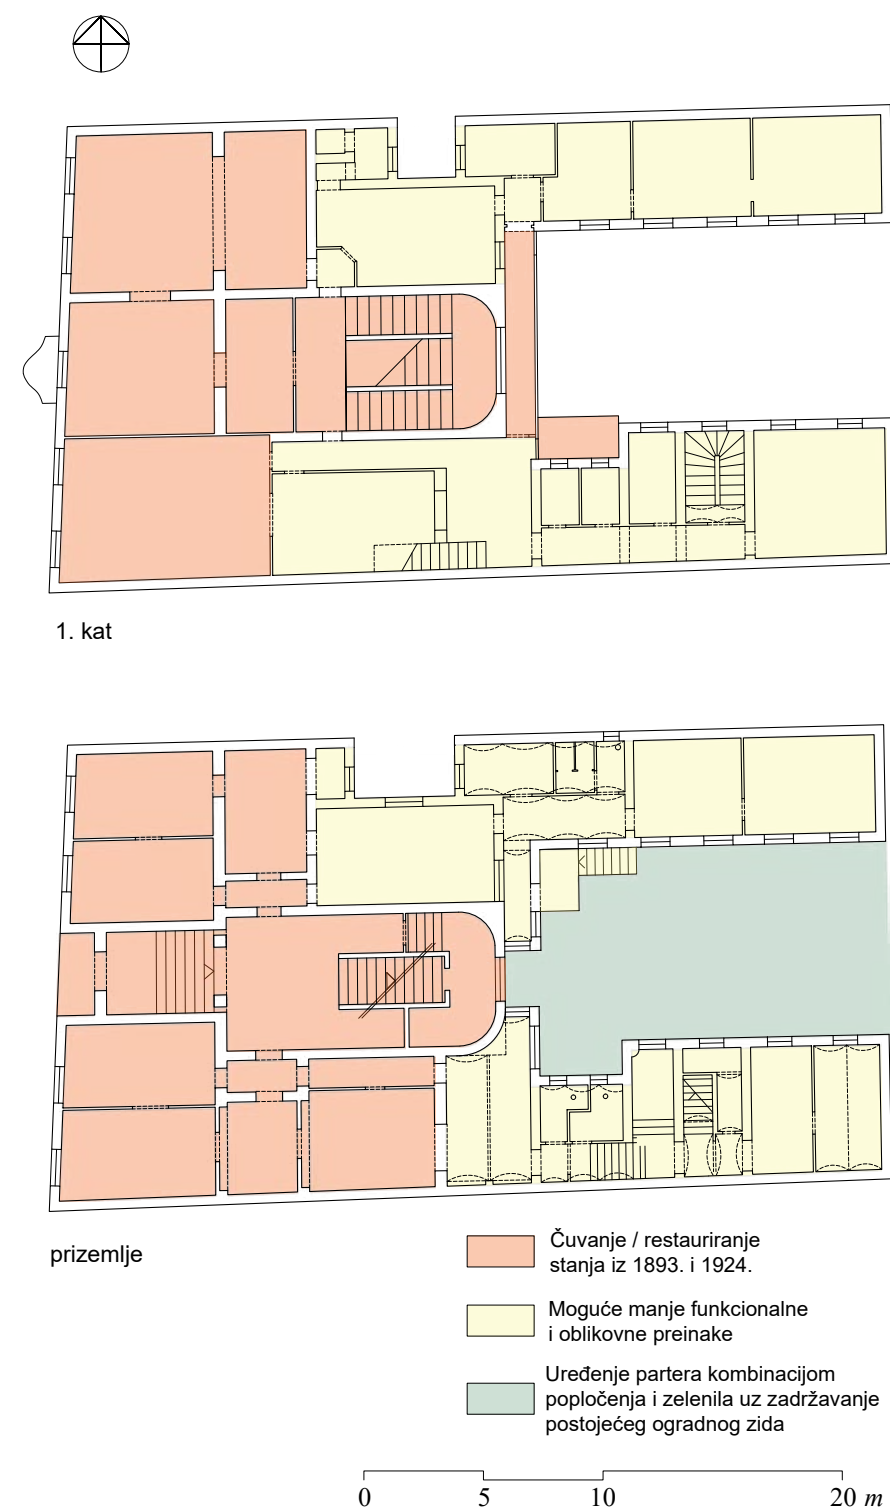 1. kat
prizemlje
Čuvanje / restauriranje
stanja iz 1893. i 1924.
Moguće manje funkcionalne
i oblikovne preinake
Uređenje partera kombinacijom
popločenja i zelenila uz zadržavanje
postojećeg ogradnog zida
0 5 10 20 m